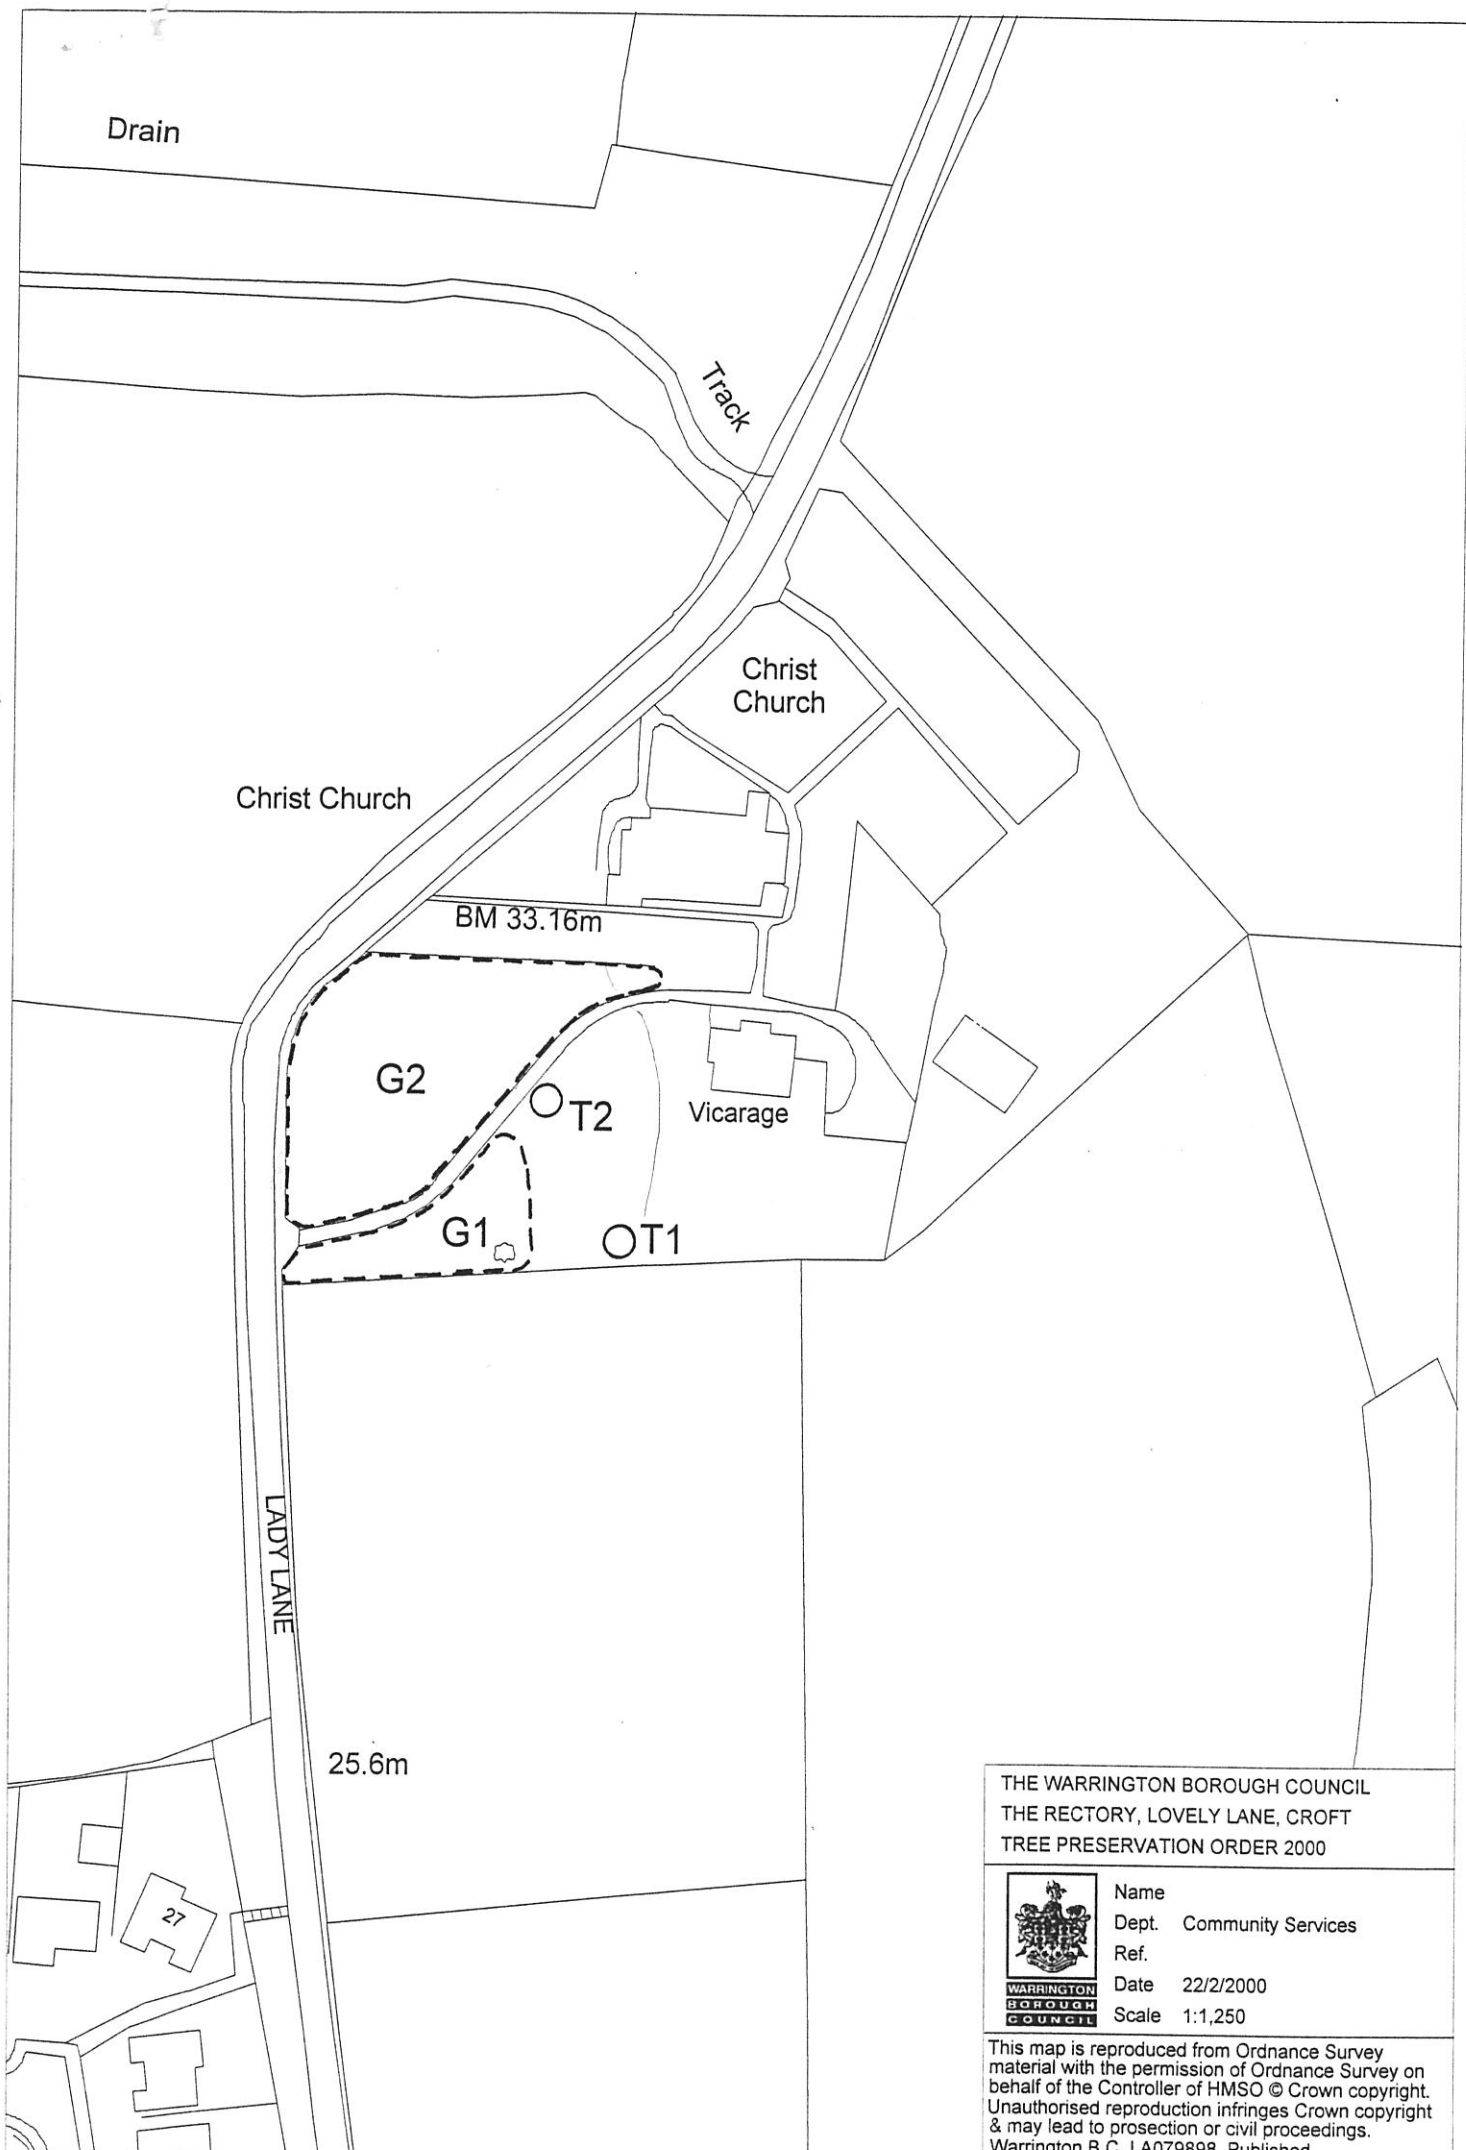 Drain
Track
Christ
Church
Christ Church
BM 33.16m
G2
T2
Vicarage
G1
T1
LADY LANE
25.6m
27
THE WARRINGTON BOROUGH COUNCIL
THE RECTORY, LOVELY LANE, CROFT
TREE PRESERVATION ORDER 2000
WARRINGTON
BOROUGH
COUNCIL
Name
Dept. Community Services
Ref.
Date 22/2/2000
Scale 1:1,250
This map is reproduced from Ordnance Survey
material with the permission of Ordnance Survey on
behalf of the Controller of HMSO © Crown copyright.
Unauthorised reproduction infringes Crown copyright
& may lead to prosection or civil proceedings.
Warrington B.C. LA079898. Published